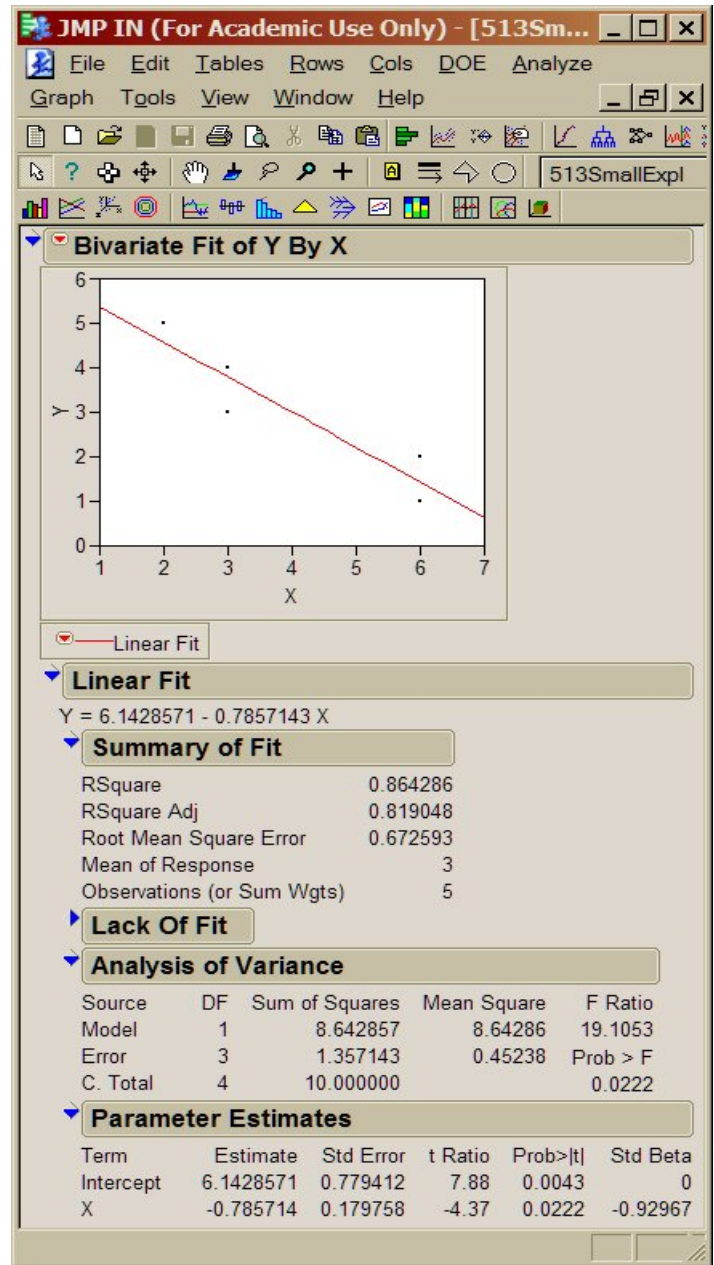 JMP IN (For Academic Use Only) - [513Sm...
File Edit Tables Rows Cols DOE Analyze
Graph Tools View Window Help
513SmallExpl
Bivariate Fit of Y By X
6
5
4
Y
3
2
1
0
1 2 3 4 5 6 7
X
Linear Fit
Linear Fit
Y = 6.1428571 - 0.7857143 X
Summary of Fit
RSquare 0.864286
RSquare Adj 0.819048
Root Mean Square Error 0.672593
Mean of Response 3
Observations (or Sum Wgts) 5
Lack Of Fit
Analysis of Variance
Source DF Sum of Squares Mean Square F Ratio
Model 1 8.642857 8.64286 19.1053
Error 3 1.357143 0.45238 Prob > F
C. Total 4 10.000000 0.0222
Parameter Estimates
Term Estimate Std Error t Ratio Prob>|t| Std Beta
Intercept 6.1428571 0.779412 7.88 0.0043 0
X -0.785714 0.179758 -4.37 0.0222 -0.92967